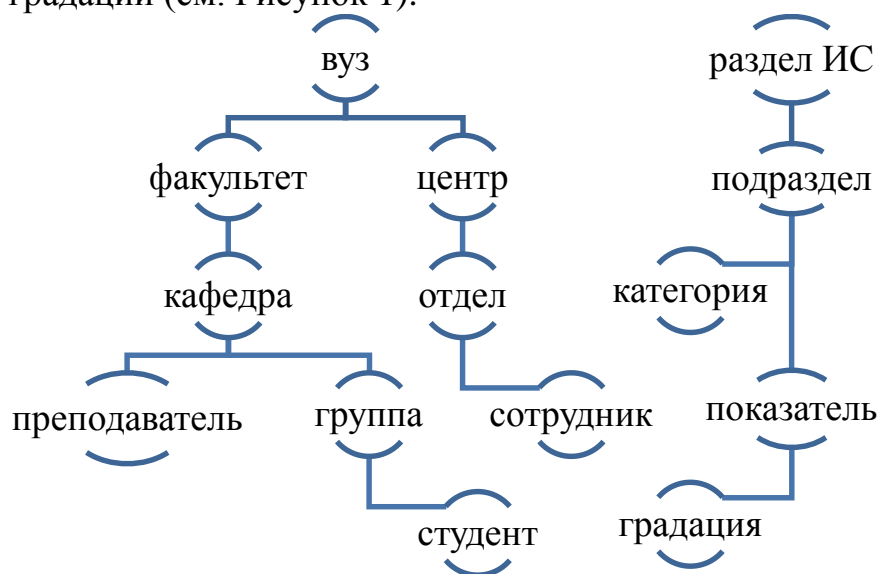 градации (см. Рисунок 1).
вуз
раздел ИС
факультет
центр
подраздел
кафедра
отдел
категория
преподаватель
группа
сотрудник
показатель
студент
градация